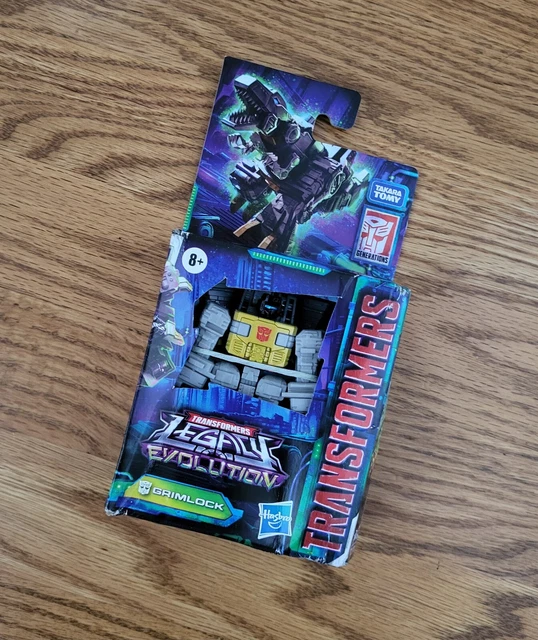 TAKARA
TOMY
GENERATIONS
8+
TRANSFORMERS
TRANSFORMERS
LEGACY
EVOLUTION
GRIMLOCK
Hasbro